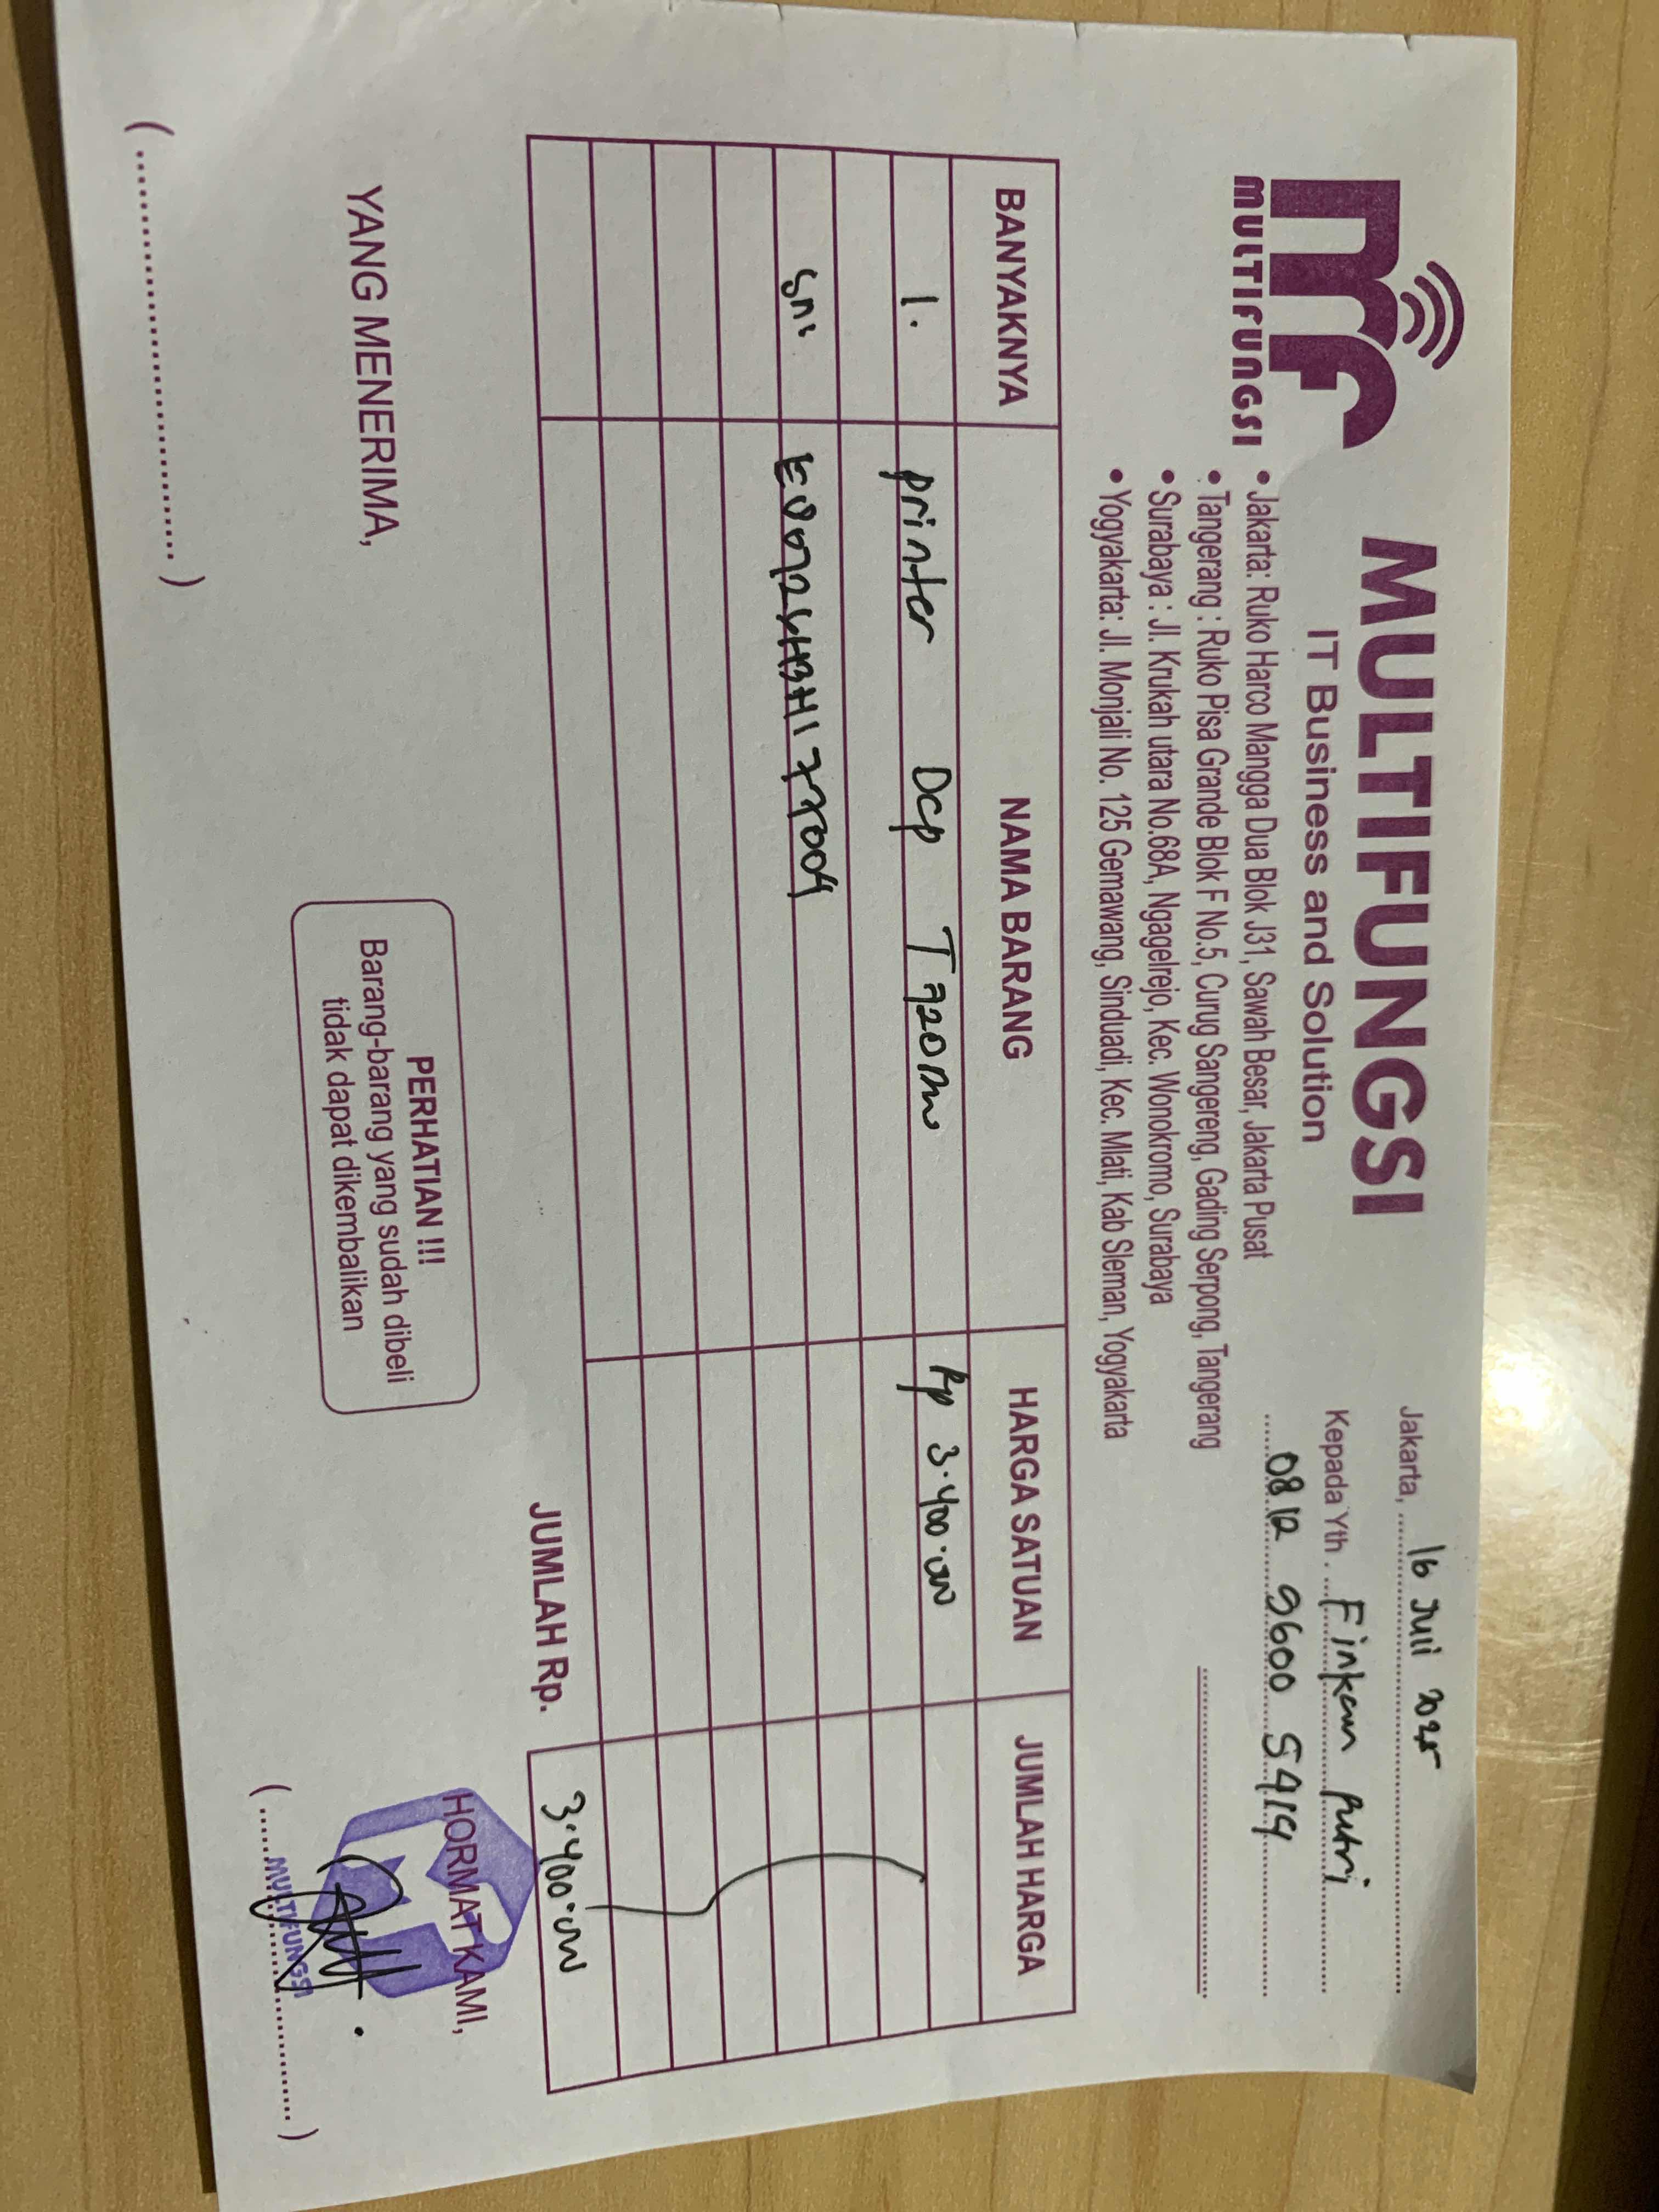 MULTIFUNGSI
MULTIFUNGSI
IT Business and Solution
• Jakarta: Ruko Harco Mangga Dua Blok J31, Sawah Besar, Jakarta Pusat
• Tangerang : Ruko Pisa Grande Blok F No.5, Curug Sangereng, Gading Serpong, Tangerang
• Surabaya : Jl. Krukah utara No.68A, Ngagelrejo, Kec. Wonokromo, Surabaya
• Yogyakarta: Jl. Monjali No. 125 Gemawang, Sinduadi, Kec. Mlati, Kab Sleman, Yogyakarta
Jakarta, 16 Juli 2025
Kepada Yth. Finkan putri
0812 9600 5419
BANYAKNYA NAMA BARANG HARGA SATUAN JUMLAH HARGA
1. printer Dcp T720DW Rp 3.400.000
JUMLAH Rp. 3.400.000
YANG MENERIMA,
PERHATIAN !!!
Barang-barang yang sudah dibeli
tidak dapat dikembalikan
HORMAT KAMI,
MULTIFUNGSI